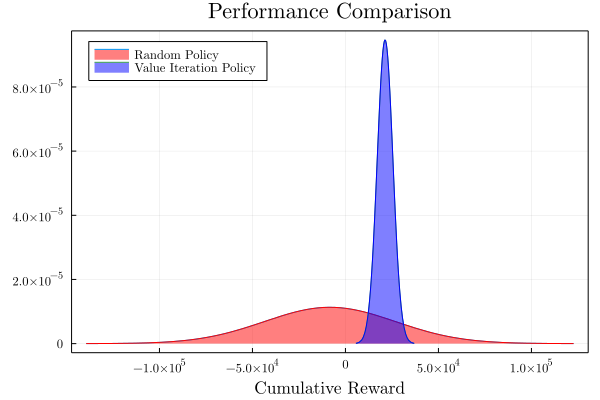 Performance Comparison
Random Policy
Value Iteration Policy
8.0×10⁻⁵
6.0×10⁻⁵
4.0×10⁻⁵
2.0×10⁻⁵
0
−1.0×10⁵ −5.0×10⁴ 0 5.0×10⁴ 1.0×10⁵
Cumulative Reward